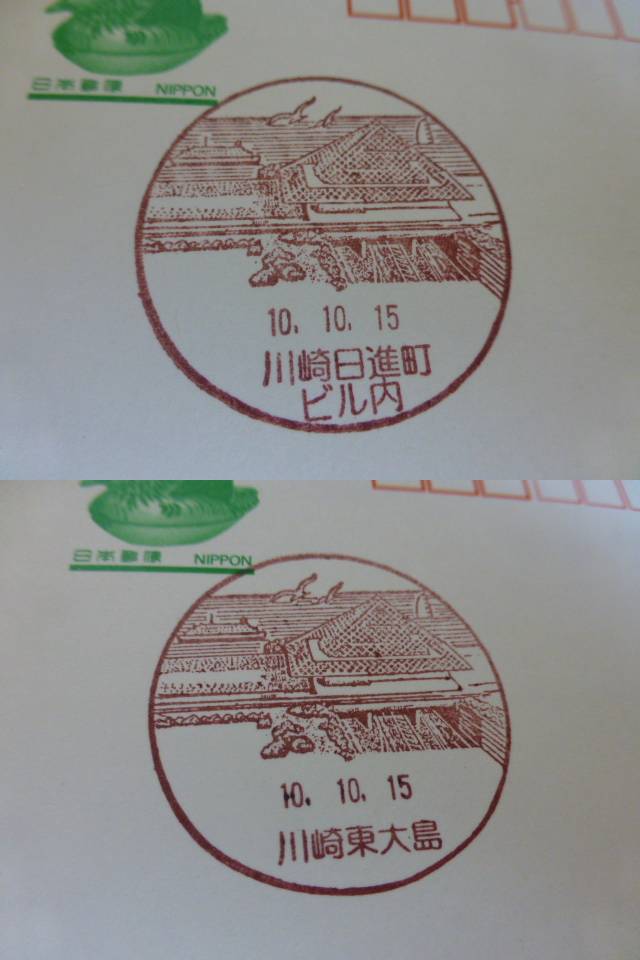 日本郵便 NIPPON
10. 10. 15
川崎日進町
ビル内
日本郵便 NIPPON
10. 10. 15
川崎東大島